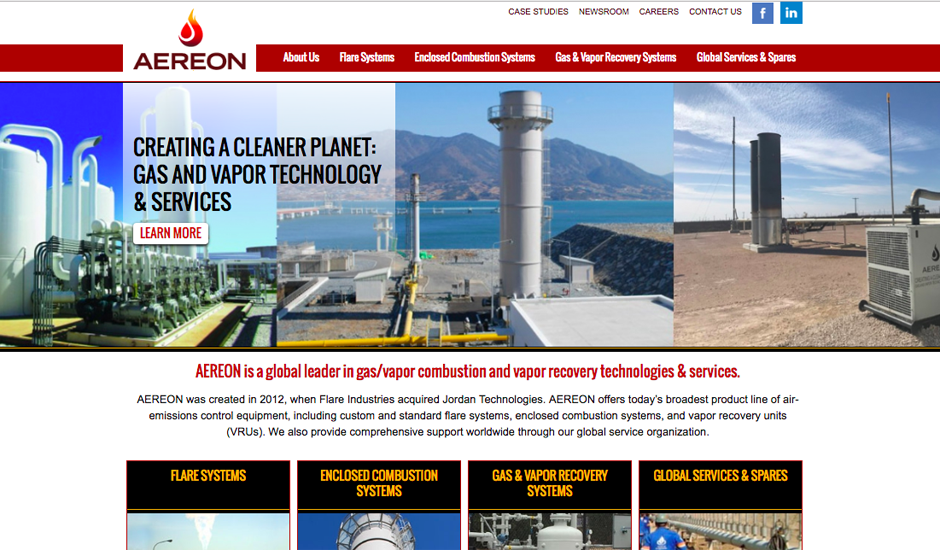 CASE STUDIES NEWSROOM CAREERS CONTACT US f in
AEREON
About Us Flare Systems Enclosed Combustion Systems Gas & Vapor Recovery Systems Global Services & Spares
CREATING A CLEANER PLANET:
GAS AND VAPOR TECHNOLOGY
& SERVICES
LEARN MORE
AEREON is a global leader in gas/vapor combustion and vapor recovery technologies & services.
AEREON was created in 2012, when Flare Industries acquired Jordan Technologies. AEREON offers today's broadest product line of air-
emissions control equipment, including custom and standard flare systems, enclosed combustion systems, and vapor recovery units
(VRUs). We also provide comprehensive support worldwide through our global service organization.
FLARE SYSTEMS
ENCLOSED COMBUSTION
SYSTEMS
GAS & VAPOR RECOVERY
SYSTEMS
GLOBAL SERVICES & SPARES